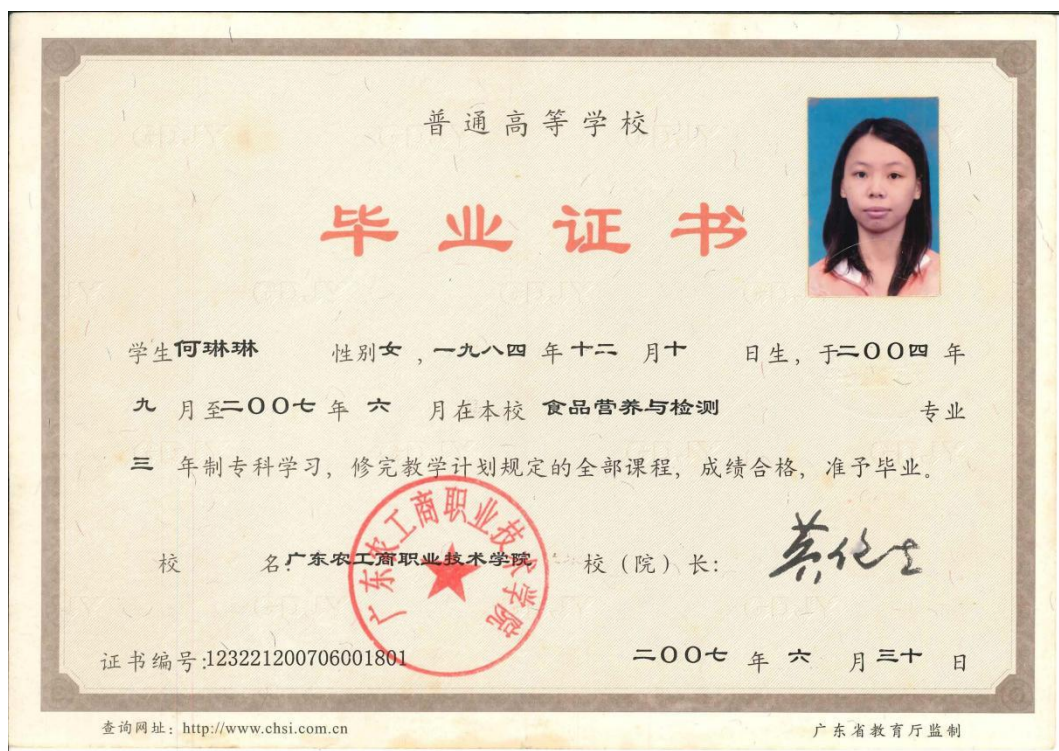 普通高等学校
毕业证书
学生何琳琳 性别女，一九八四年十二月十日生，于二〇〇四年
九月至二〇〇七年六月在本校 食品营养与检测 专业
三年制专科学习，修完教学计划规定的全部课程，成绩合格，准予毕业。
校 名：广东农工商职业技术学院 校（院）长：
广东农工商职业技术学院
证书编号：123221200706001801 二〇〇七年六月三十日
查询网址：http://www.chsi.com.cn 广东省教育厅监制